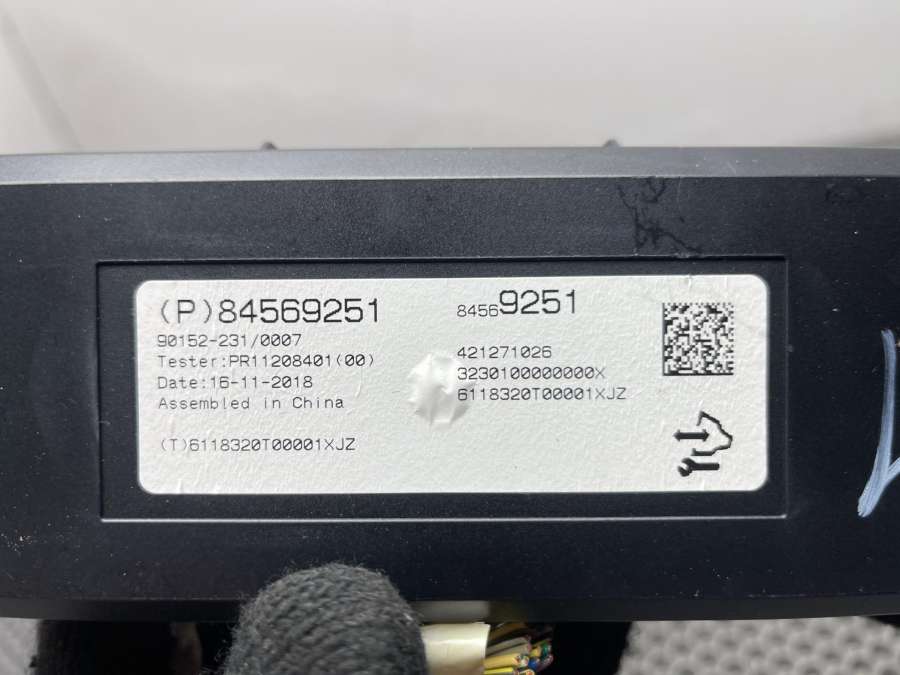 (P)84569251
90152-231/0007
Tester:PR11208401(00)
Date:16-11-2018
Assembled in China
(T)6118320T00001XJZ
84569251
421271026
3230100000000X
6118320T00001XJZ